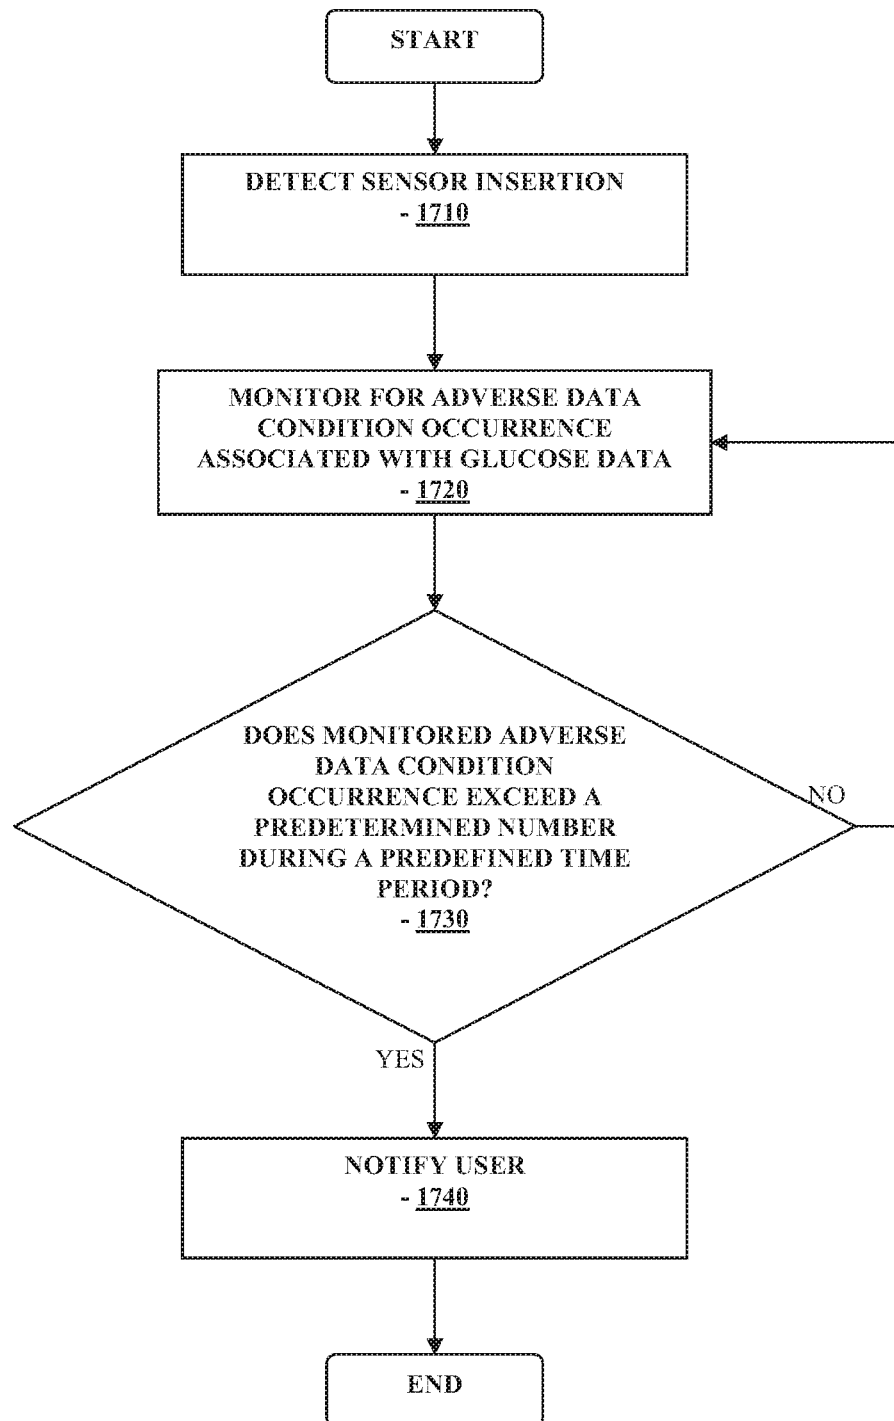 START
DETECT SENSOR INSERTION
- 1710
MONITOR FOR ADVERSE DATA
CONDITION OCCURRENCE
ASSOCIATED WITH GLUCOSE DATA
- 1720
DOES MONITORED ADVERSE
DATA CONDITION
OCCURRENCE EXCEED A
PREDETERMINED NUMBER
DURING A PREDEFINED TIME
PERIOD?
- 1730
NO
YES
NOTIFY USER
- 1740
END